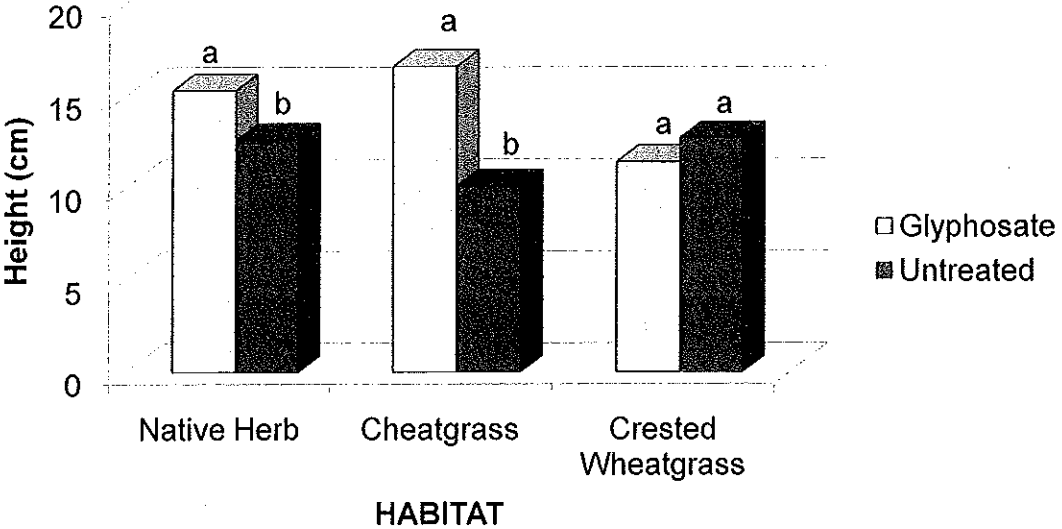 20
15
10
5
0
Height (cm)
a
b
a
b
a
a
Native Herb
Cheatgrass
Crested
Wheatgrass
HABITAT
Glyphosate
Untreated